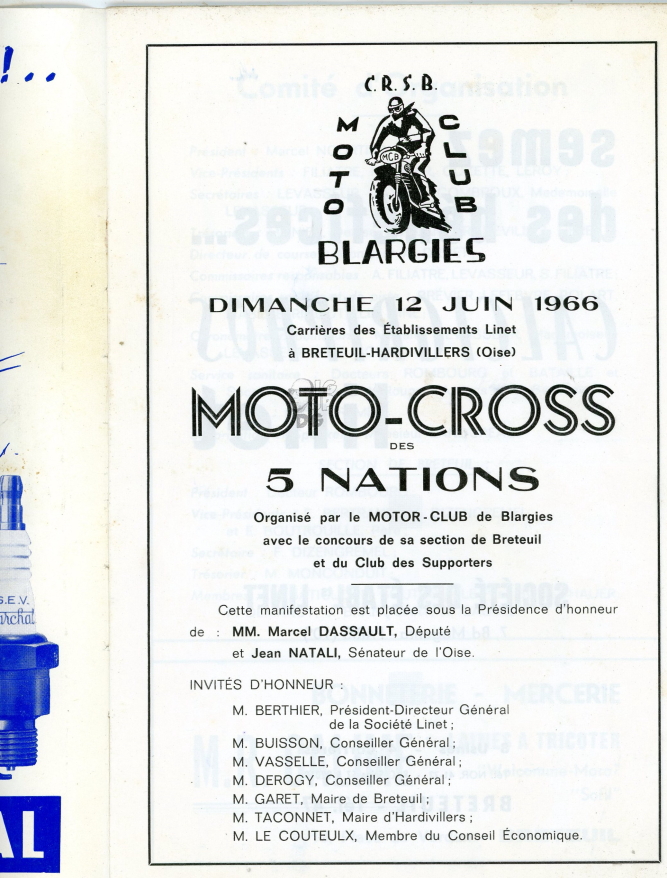 !..
C.R.S.B.
MOTO CLUB
MCB
BLARGIES
DIMANCHE 12 JUIN 1966
Carrières des Établissements Linet
à BRETEUIL-HARDIVILLERS (Oise)
MOTO-CROSS
DES
5 NATIONS
Organisé par le MOTOR-CLUB de Blargies
avec le concours de sa section de Breteuil
et du Club des Supporters
Cette manifestation est placée sous la Présidence d'honneur
de : MM. Marcel DASSAULT, Député
et Jean NATALI, Sénateur de l'Oise.
INVITÉS D'HONNEUR :
M. BERTHIER, Président-Directeur Général
de la Société Linet ;
M. BUISSON, Conseiller Général ;
M. VASSELLE, Conseiller Général ;
M. DEROGY, Conseiller Général ;
M. GARET, Maire de Breteuil ;
M. TACONNET, Maire d'Hardivillers ;
M. LE COUTEULX, Membre du Conseil Économique.
S.E.V.
Marchal
AL